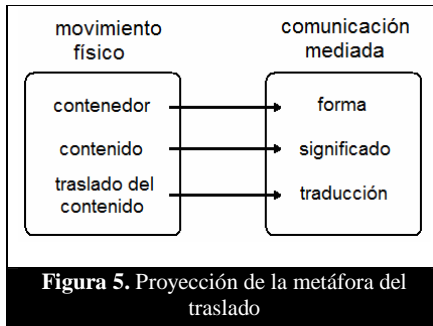 movimiento
físico
comunicación
mediada
contenedor
forma
contenido
significado
traslado del
contenido
traducción
Figura 5. Proyección de la metáfora del
traslado